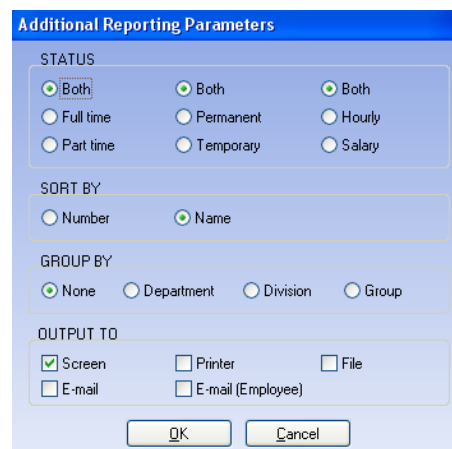 Additional Reporting Parameters
STATUS
Both Both Both
Full time Permanent Hourly
Part time Temporary Salary
SORT BY
Number Name
GROUP BY
None Department Division Group
OUTPUT TO
Screen Printer File
E-mail E-mail (Employee)
OK Cancel